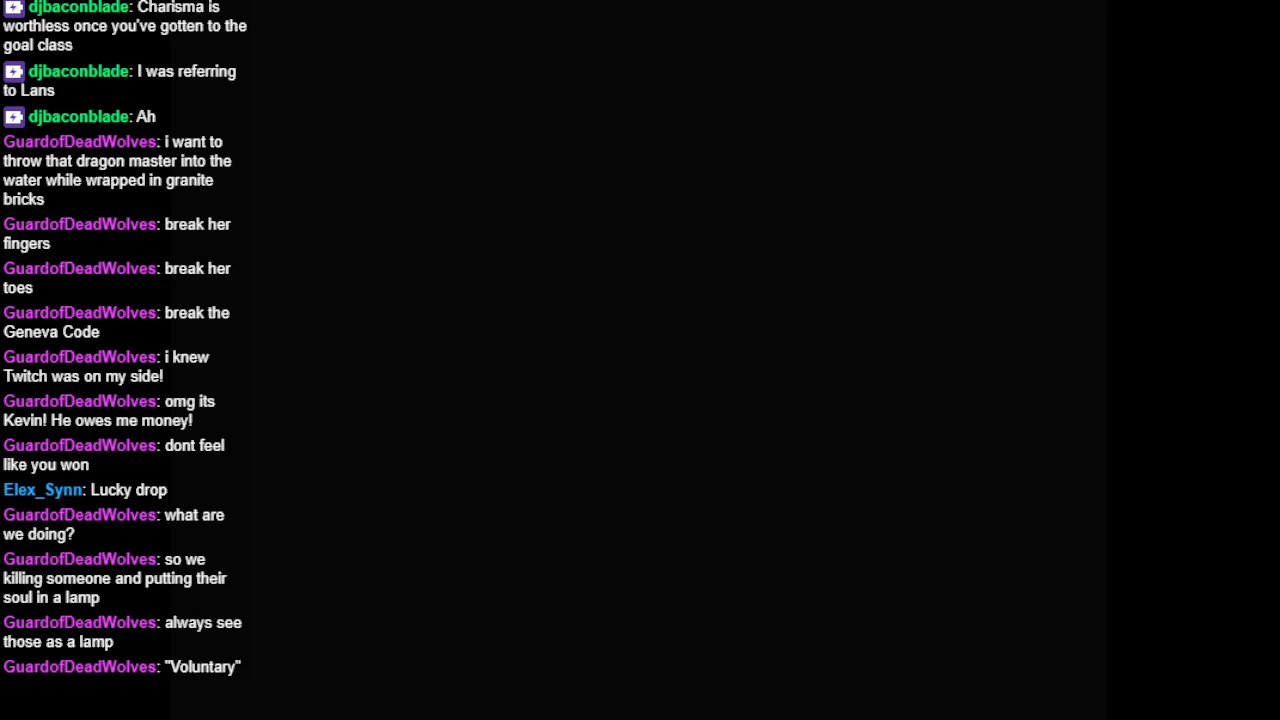 djbaconblade: Charisma is
worthless once you've gotten to the
goal class
djbaconblade: I was referring
to Lans
djbaconblade: Ah
GuardofDeadWolves: i want to
throw that dragon master into the
water while wrapped in granite
bricks
GuardofDeadWolves: break her
fingers
GuardofDeadWolves: break her
toes
GuardofDeadWolves: break the
Geneva Code
GuardofDeadWolves: i knew
Twitch was on my side!
GuardofDeadWolves: omg its
Kevin! He owes me money!
GuardofDeadWolves: dont feel
like you won
Elex_Synn: Lucky drop
GuardofDeadWolves: what are
we doing?
GuardofDeadWolves: so we
killing someone and putting their
soul in a lamp
GuardofDeadWolves: always see
those as a lamp
GuardofDeadWolves: "Voluntary"